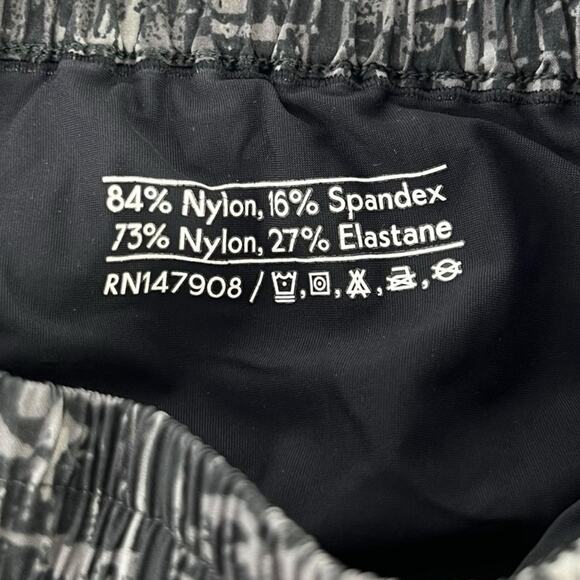 84% Nylon, 16% Spandex
73% Nylon, 27% Elastane
RN147908 /